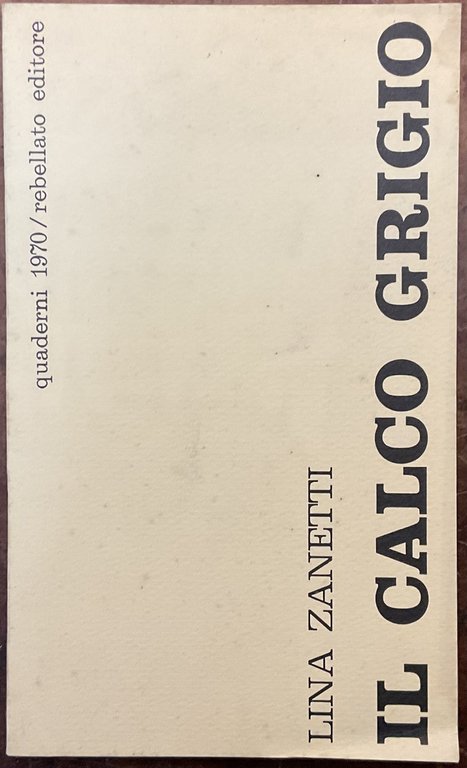 quaderni 1970/rebellato editore
LINA ZANETTI
IL CALCO GRIGIO